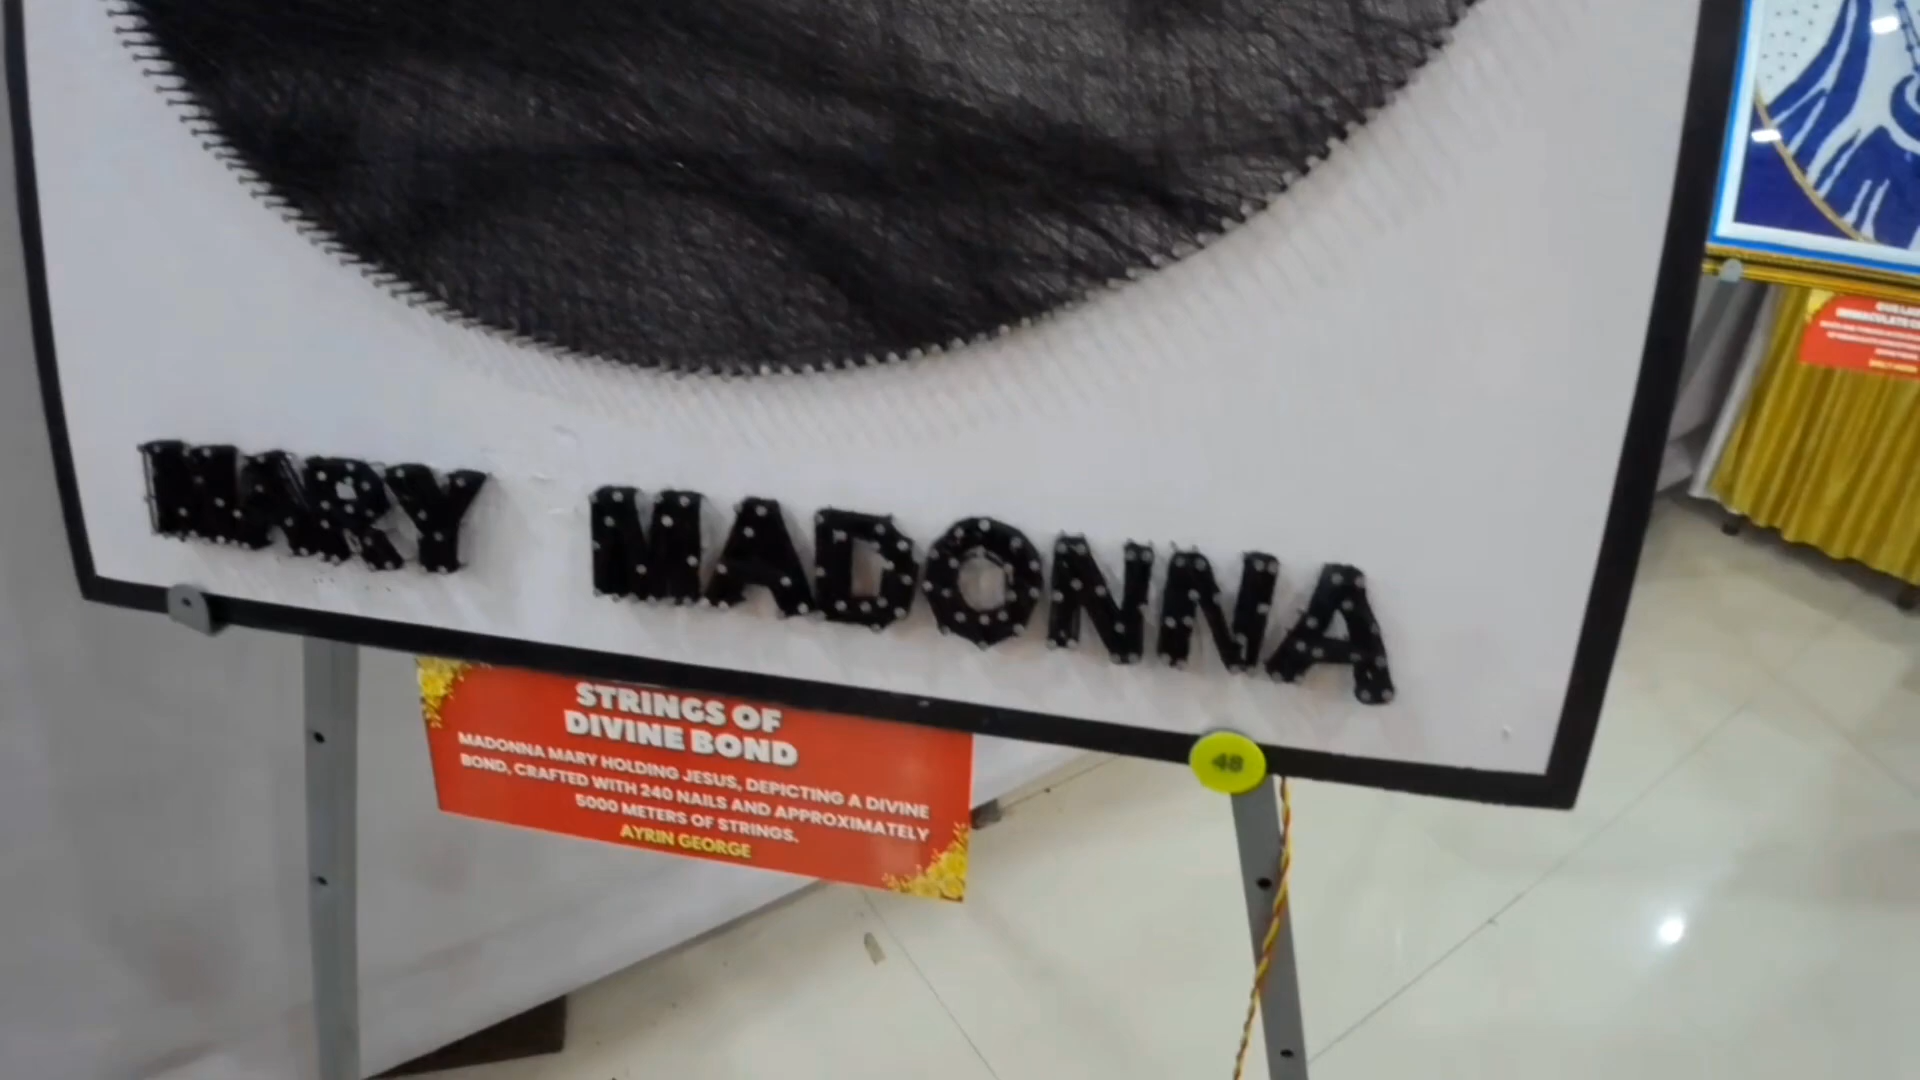 MARY MADONNA
STRINGS OF
DIVINE BOND
MADONNA MARY HOLDING JESUS, DEPICTING A DIVINE
BOND, CRAFTED WITH 240 NAILS AND APPROXIMATELY
5000 METERS OF STRINGS.
AYRIN GEORGE
48